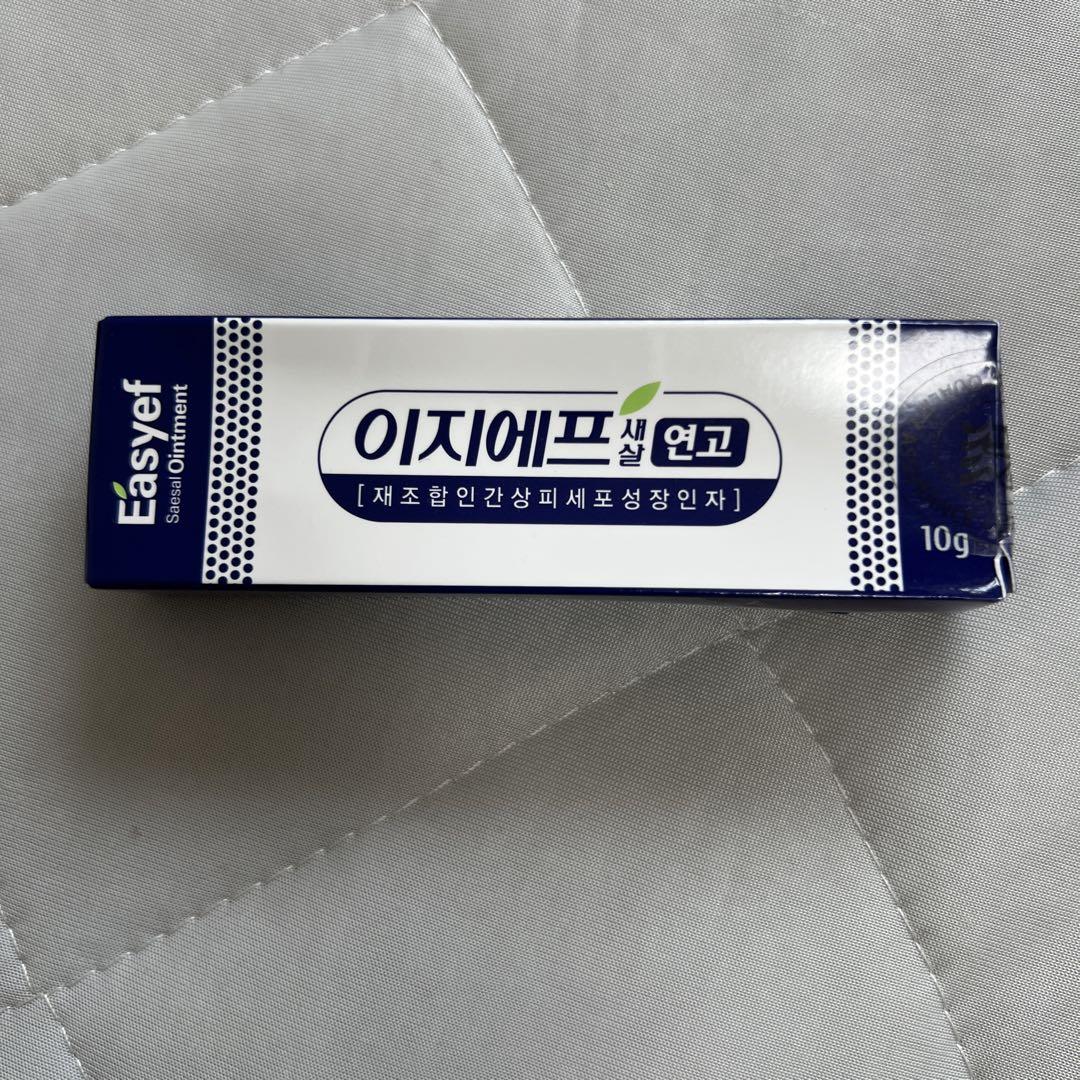 Easyef
Saesal Ointment
이지에프 새살 연고
[재조합인간상피세포성장인자]
10g